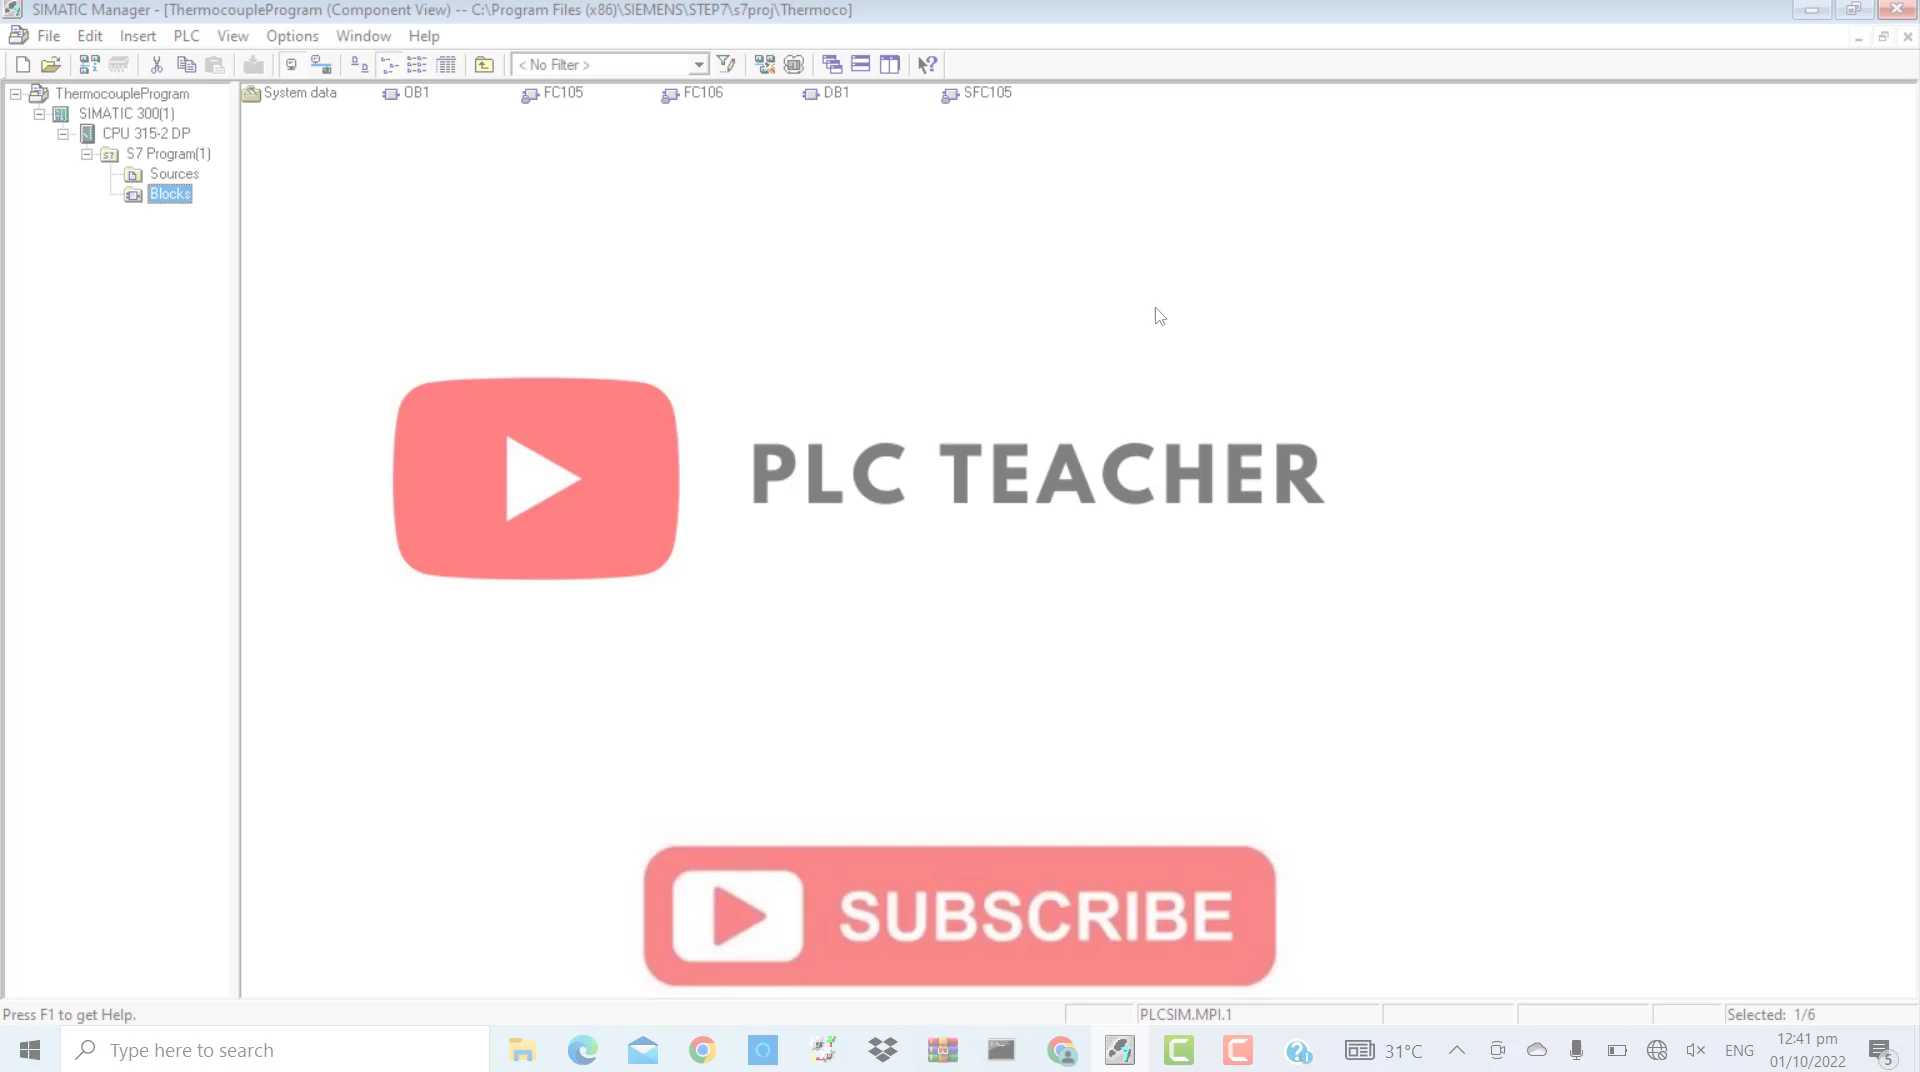 SIMATIC Manager - [ThermocoupleProgram (Component View) -- C:\Program Files (x86)\SIEMENS\STEP7\s7proj\Thermoco]
File Edit Insert PLC View Options Window Help
< No Filter >
ThermocoupleProgram
SIMATIC 300(1)
CPU 315-2 DP
S7 Program(1)
Sources
Blocks
System data OB1 FC105 FC106 DB1 SFC105
PLC TEACHER
SUBSCRIBE
Press F1 to get Help.
PLCSIM.MPI.1
Selected: 1/6
Type here to search
31°C
ENG
12:41 pm
01/10/2022
5